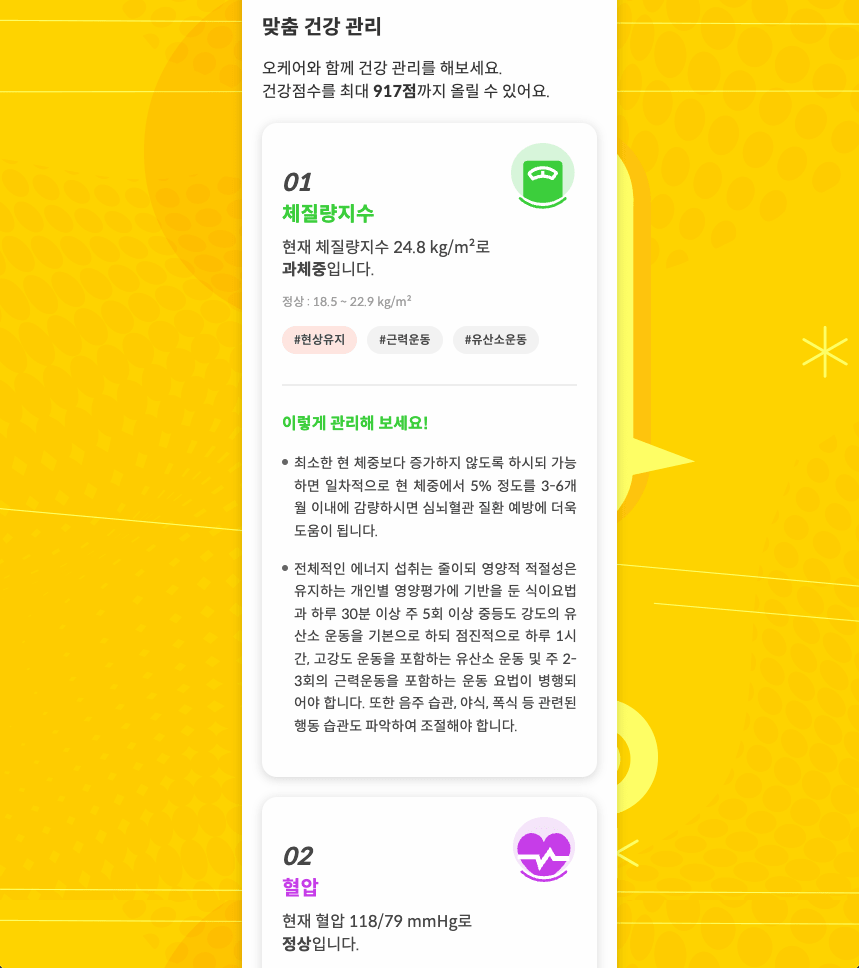 맞춤 건강 관리
오케어와 함께 건강 관리를 해보세요.
건강점수를 최대 917점까지 올릴 수 있어요.
01
체질량지수
현재 체질량지수 24.8 kg/m²로
과체중입니다.
정상 : 18.5 ~ 22.9 kg/m²
#현상유지 #근력운동 #유산소운동
이렇게 관리해 보세요!
최소한 현 체중보다 증가하지 않도록 하시되 가능
하면 일차적으로 현 체중에서 5% 정도를 3-6개
월 이내에 감량하시면 심뇌혈관 질환 예방에 더욱
도움이 됩니다.
전체적인 에너지 섭취는 줄이되 영양적 적절성은
유지하는 개인별 영양평가에 기반을 둔 식이요법
과 하루 30분 이상 주 5회 이상 중등도 강도의 유
산소 운동을 기본으로 하되 점진적으로 하루 1시
간, 고강도 운동을 포함하는 유산소 운동 및 주 2-
3회의 근력운동을 포함하는 운동 요법이 병행되
어야 합니다. 또한 음주 습관, 야식, 폭식 등 관련된
행동 습관도 파악하여 조절해야 합니다.
02
혈압
현재 혈압 118/79 mmHg로
정상입니다.